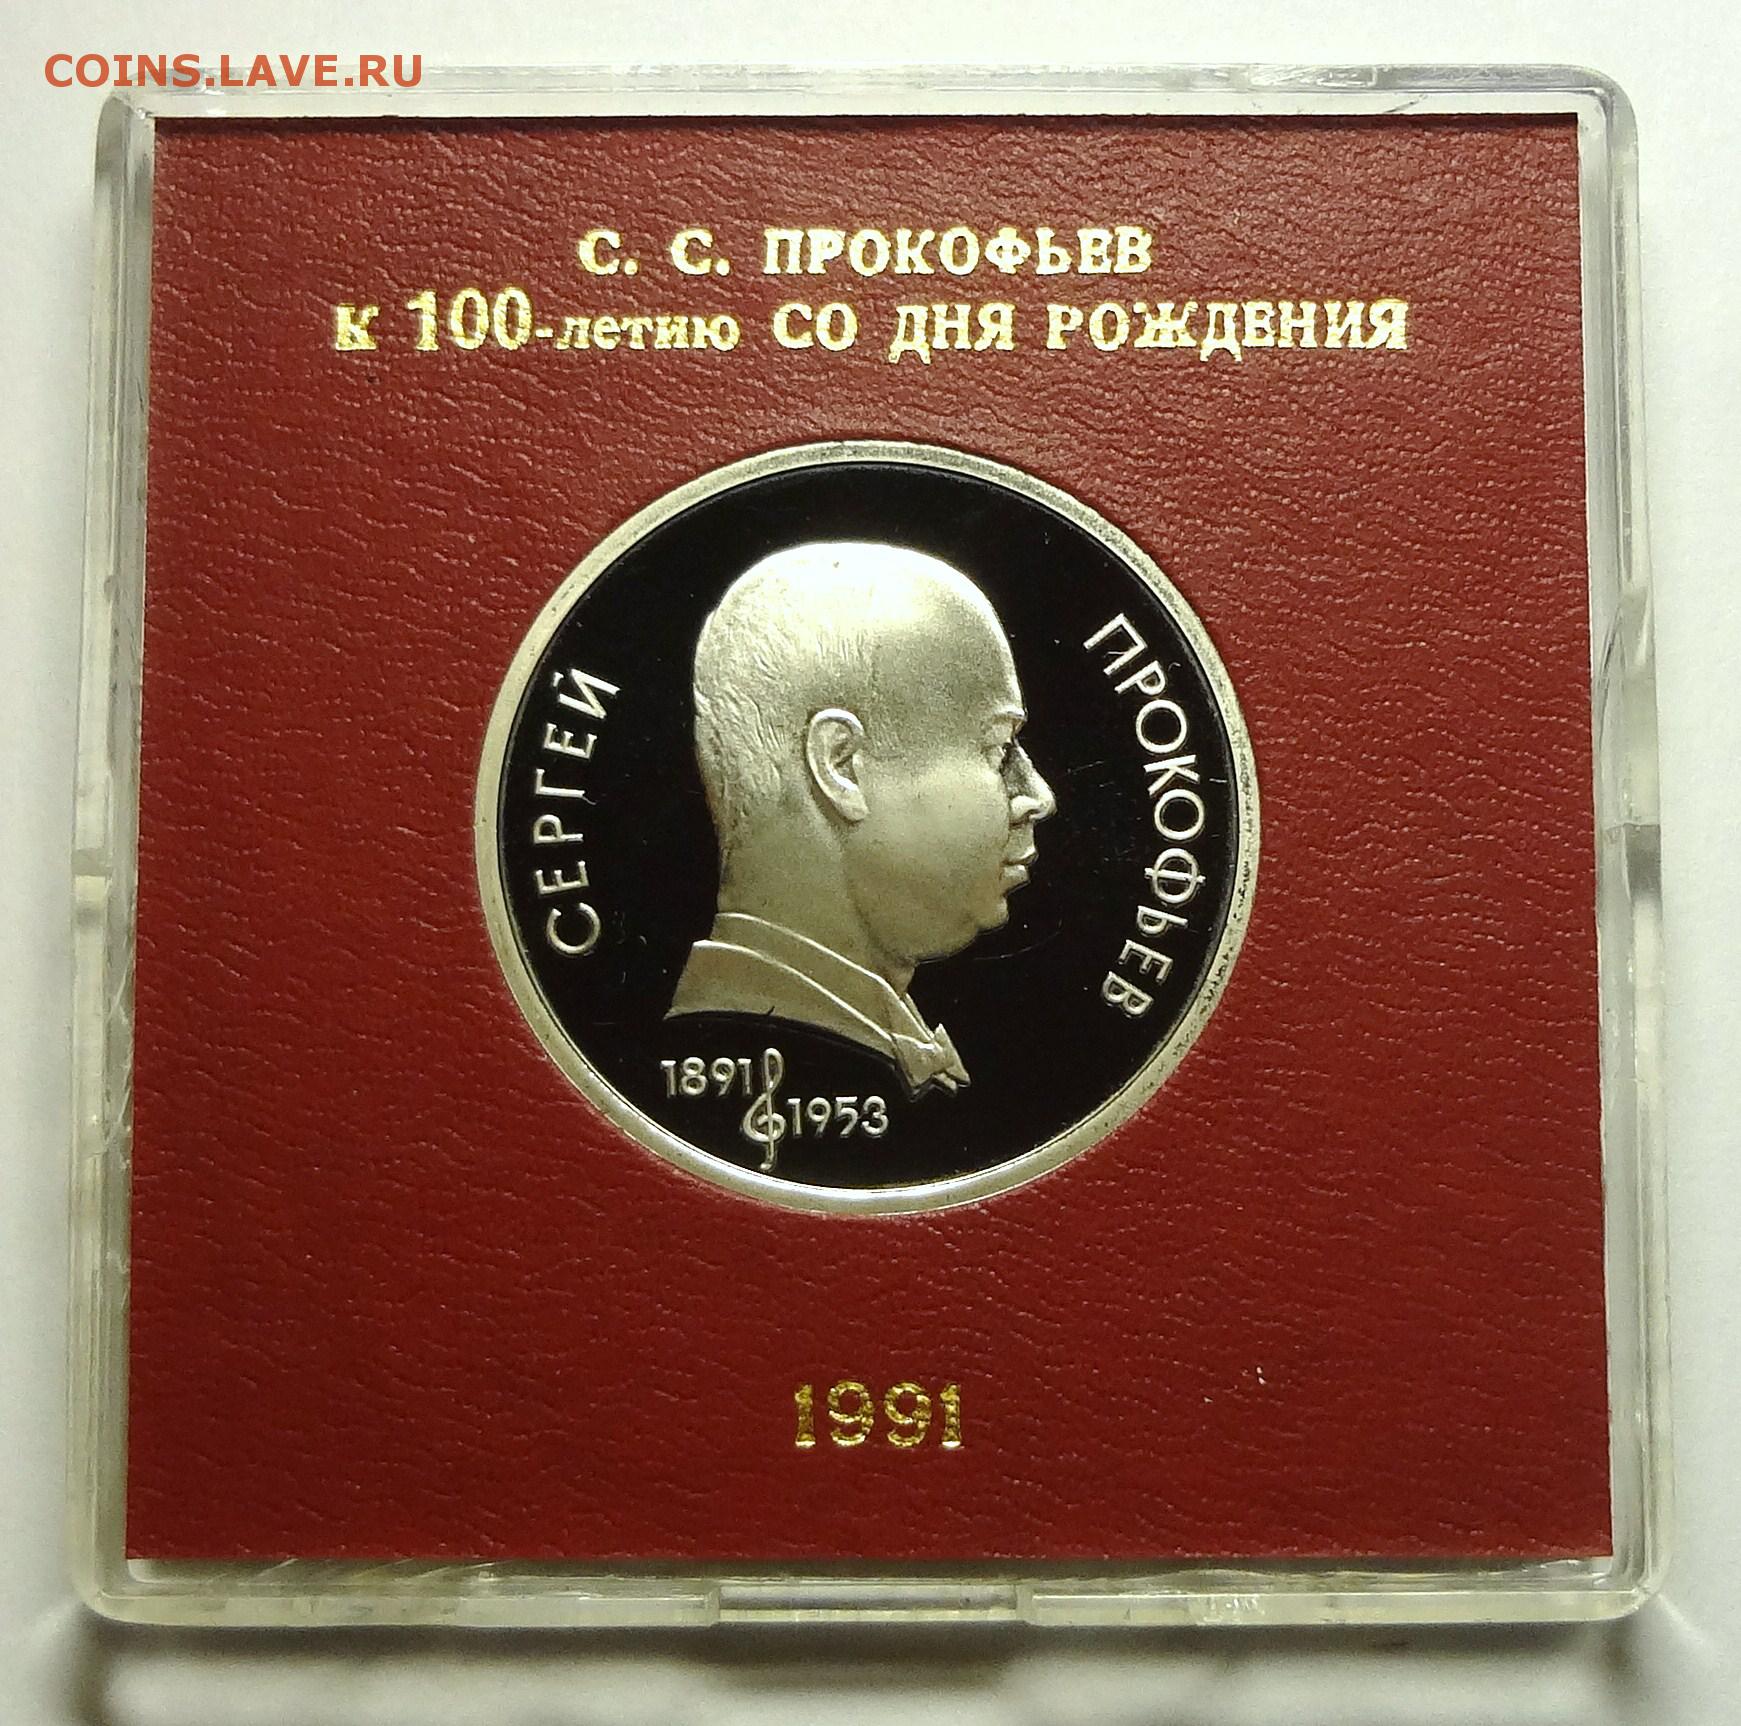 COINS.LAVE.RU
С. С. ПРОКОФЬЕВ
К 100-летию СО ДНЯ РОЖДЕНИЯ
СЕРГЕЙ
ПРОКОФЬЕВ
1891
1953
1991